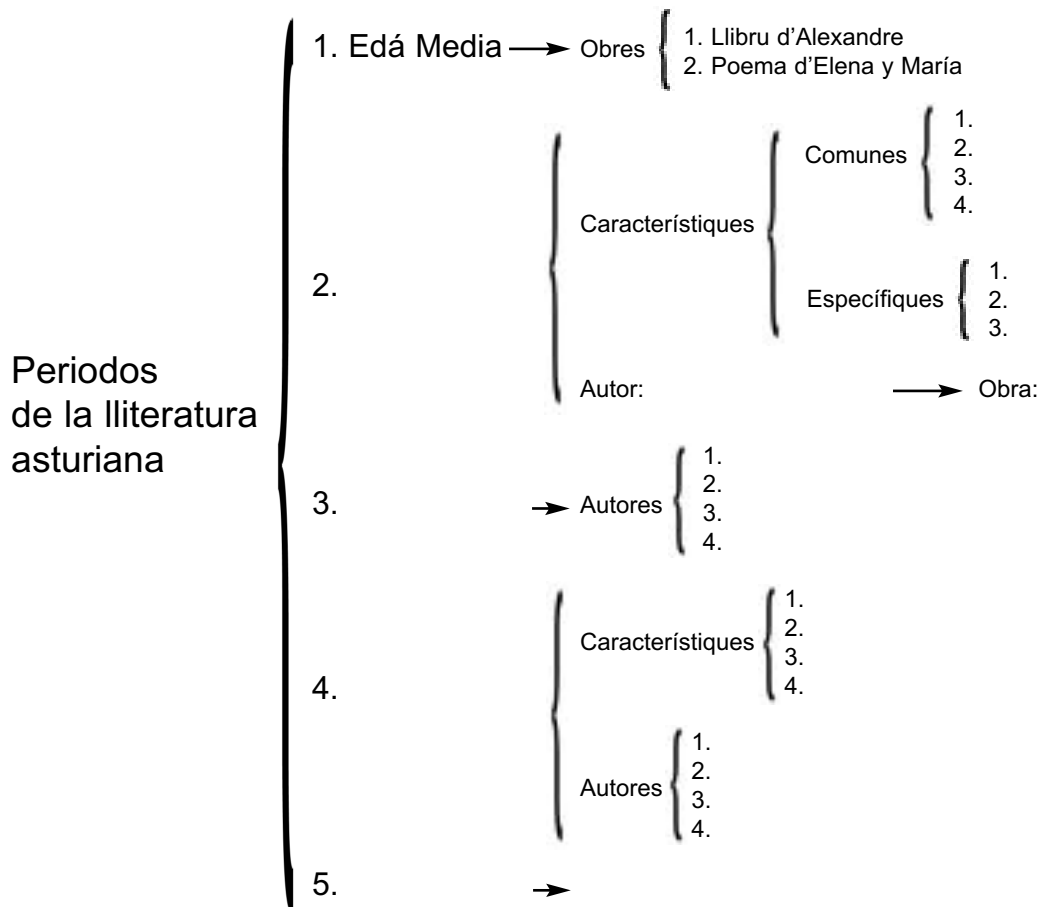 Periodos
de la lliteratura
asturiana
1. Edá Media
Obres
1. Llibru d'Alexandre
2. Poema d'Elena y María
2.
Característiques
Comunes
1.
2.
3.
4.
Específiques
1.
2.
3.
Autor:
Obra:
3.
Autores
1.
2.
3.
4.
4.
Característiques
1.
2.
3.
4.
Autores
1.
2.
3.
4.
5.